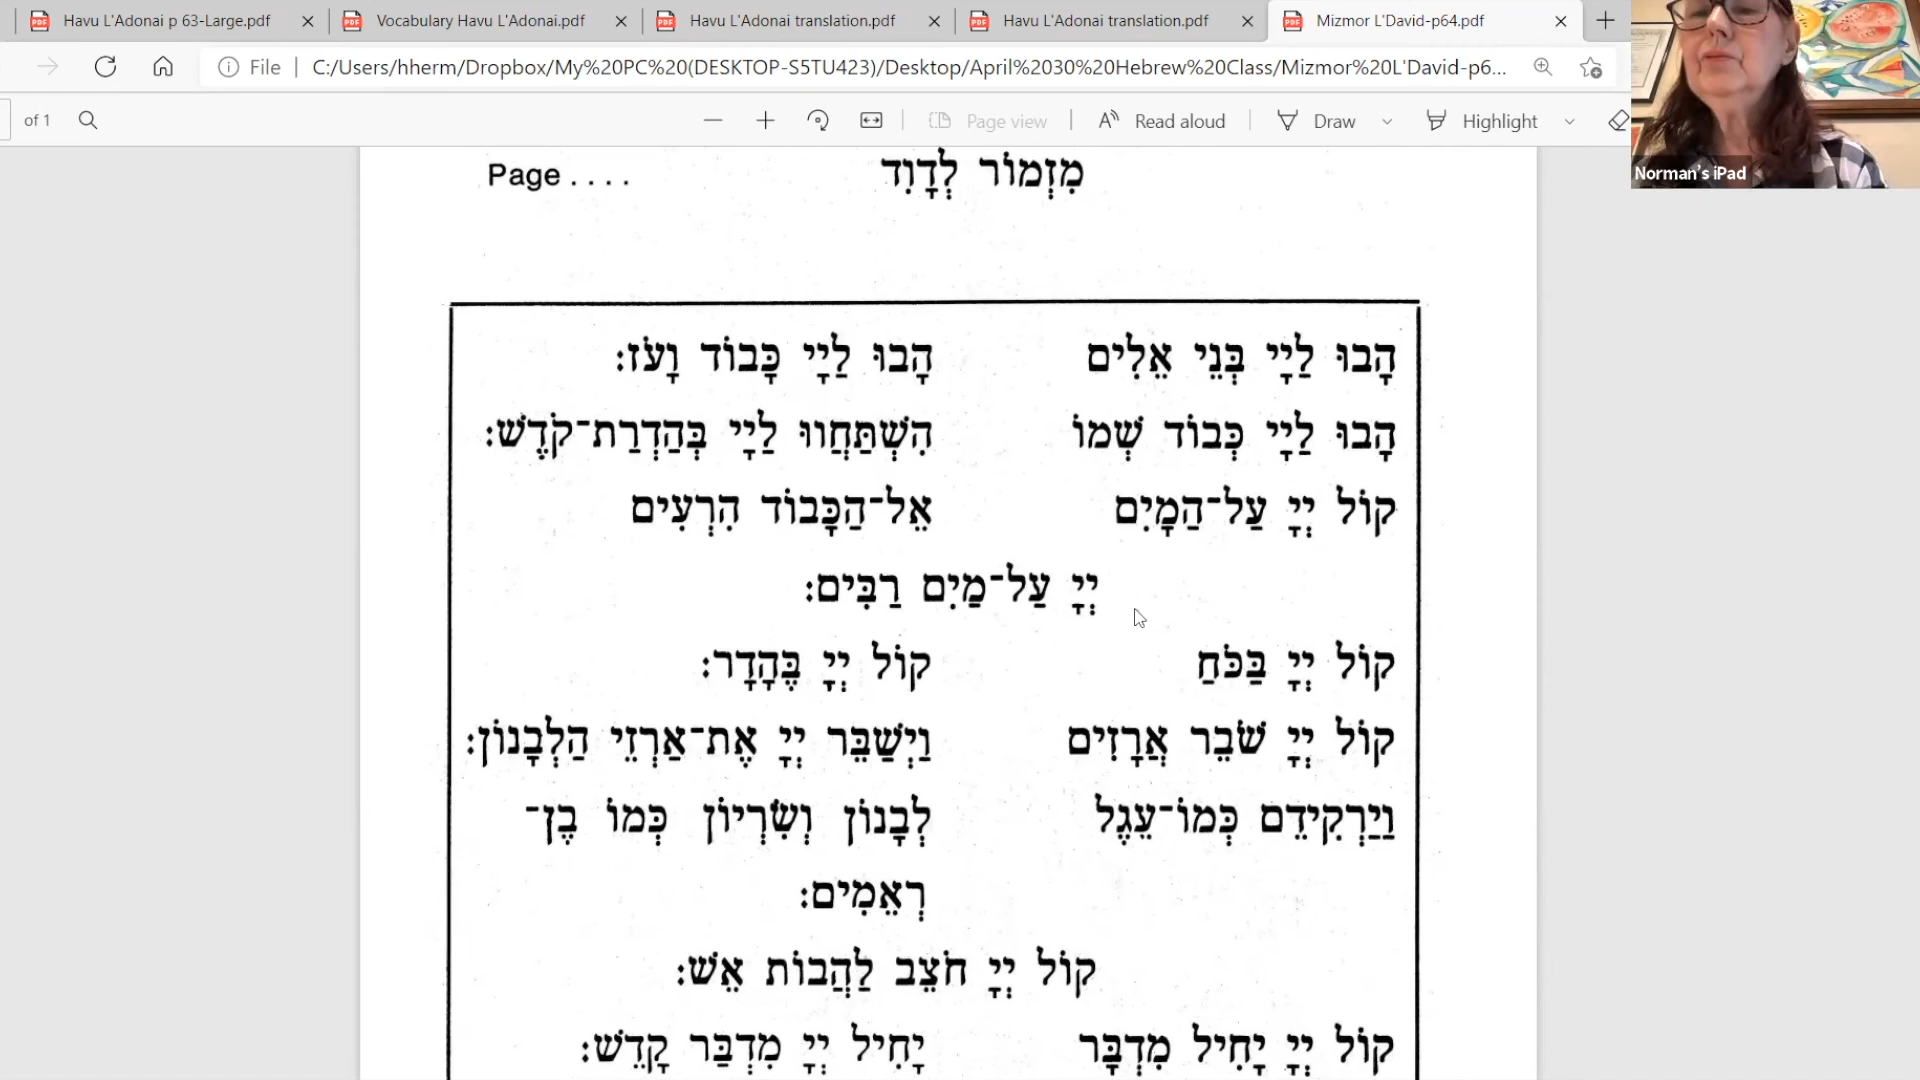 Havu L'Adonai p 63-Large.pdf
Vocabulary Havu L'Adonai.pdf
Havu L'Adonai translation.pdf
Havu L'Adonai translation.pdf
Mizmor L'David-p64.pdf
File
C:/Users/hherm/Dropbox/My%20PC%20(DESKTOP-S5TU423)/Desktop/April%2030%20Hebrew%20Class/Mizmor%20L'David-p6...
of 1
Page view
Read aloud
Draw
Highlight
Norman's iPad
Page ....
מִזְמוֹר לְדָוִד
הָבוּ לַיְיָ בְּנֵי אֵלִים הָבוּ לַיְיָ כָּבוֹד וָעֹז:
הָבוּ לַיְיָ כְּבוֹד שְׁמוֹ הִשְׁתַּחֲווּ לַיְיָ בְּהַדְרַת־קֹדֶשׁ:
קוֹל יְיָ עַל־הַמָּיִם אֵל־הַכָּבוֹד הִרְעִים
יְיָ עַל־מַיִם רַבִּים:
קוֹל יְיָ בַּכֹּחַ קוֹל יְיָ בֶּהָדָר:
קוֹל יְיָ שֹׁבֵר אֲרָזִים וַיְשַׁבֵּר יְיָ אֶת־אַרְזֵי הַלְּבָנוֹן:
וַיַּרְקִידֵם כְּמוֹ־עֵגֶל לְבָנוֹן וְשִׂרְיוֹן כְּמוֹ בֶן־
רְאֵמִים:
קוֹל יְיָ חֹצֵב לַהֲבוֹת אֵשׁ:
קוֹל יְיָ יָחִיל מִדְבָּר יָחִיל יְיָ מִדְבַּר קָדֵשׁ: